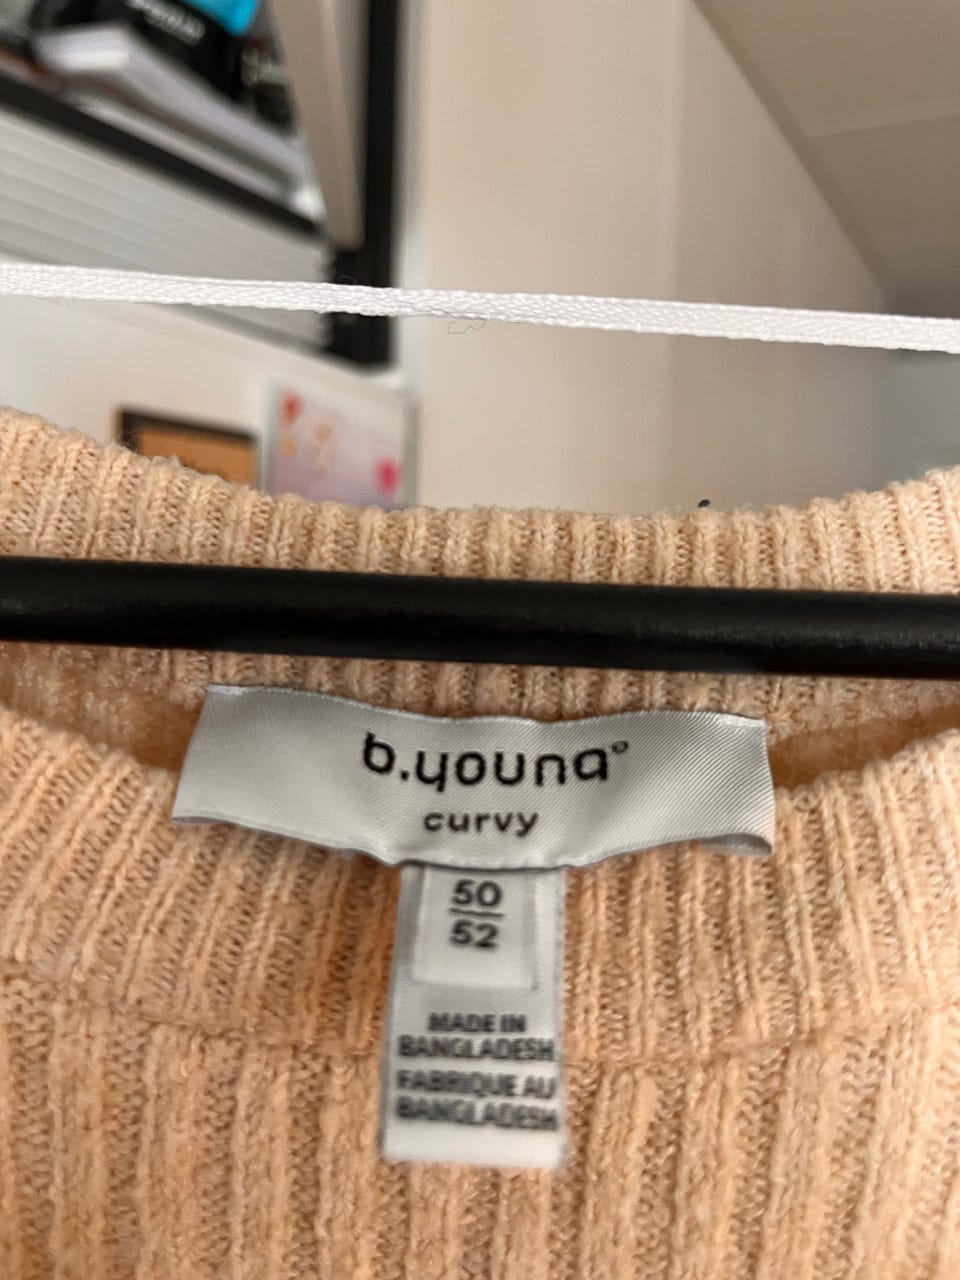 b.young®
curvy
50
52
MADE IN
BANGLADESH
FABRIQUE AU
BANGLADESH